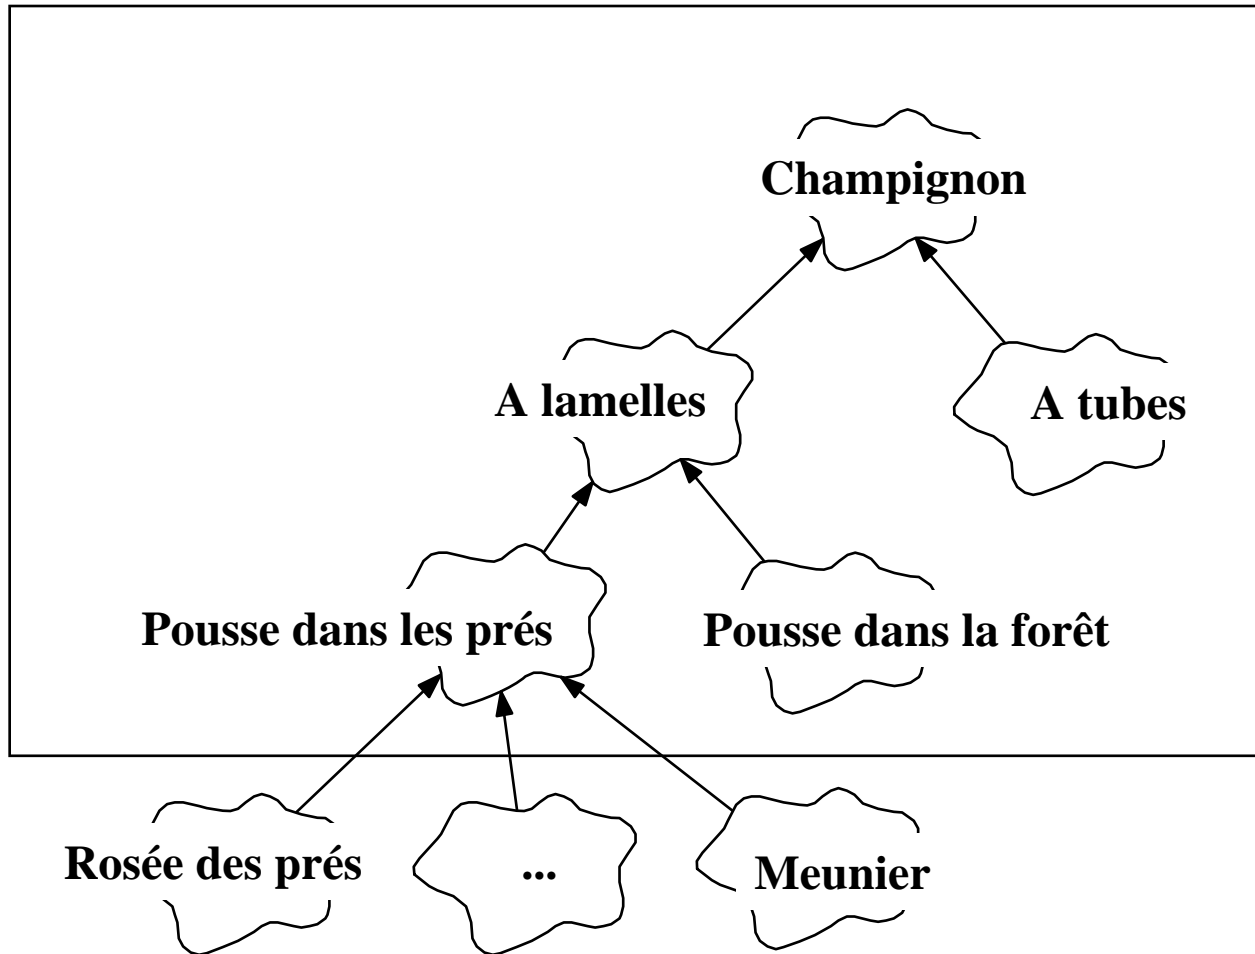 Champignon
A lamelles
A tubes
Pousse dans les prés
Pousse dans la forêt
Rosée des prés
...
Meunier